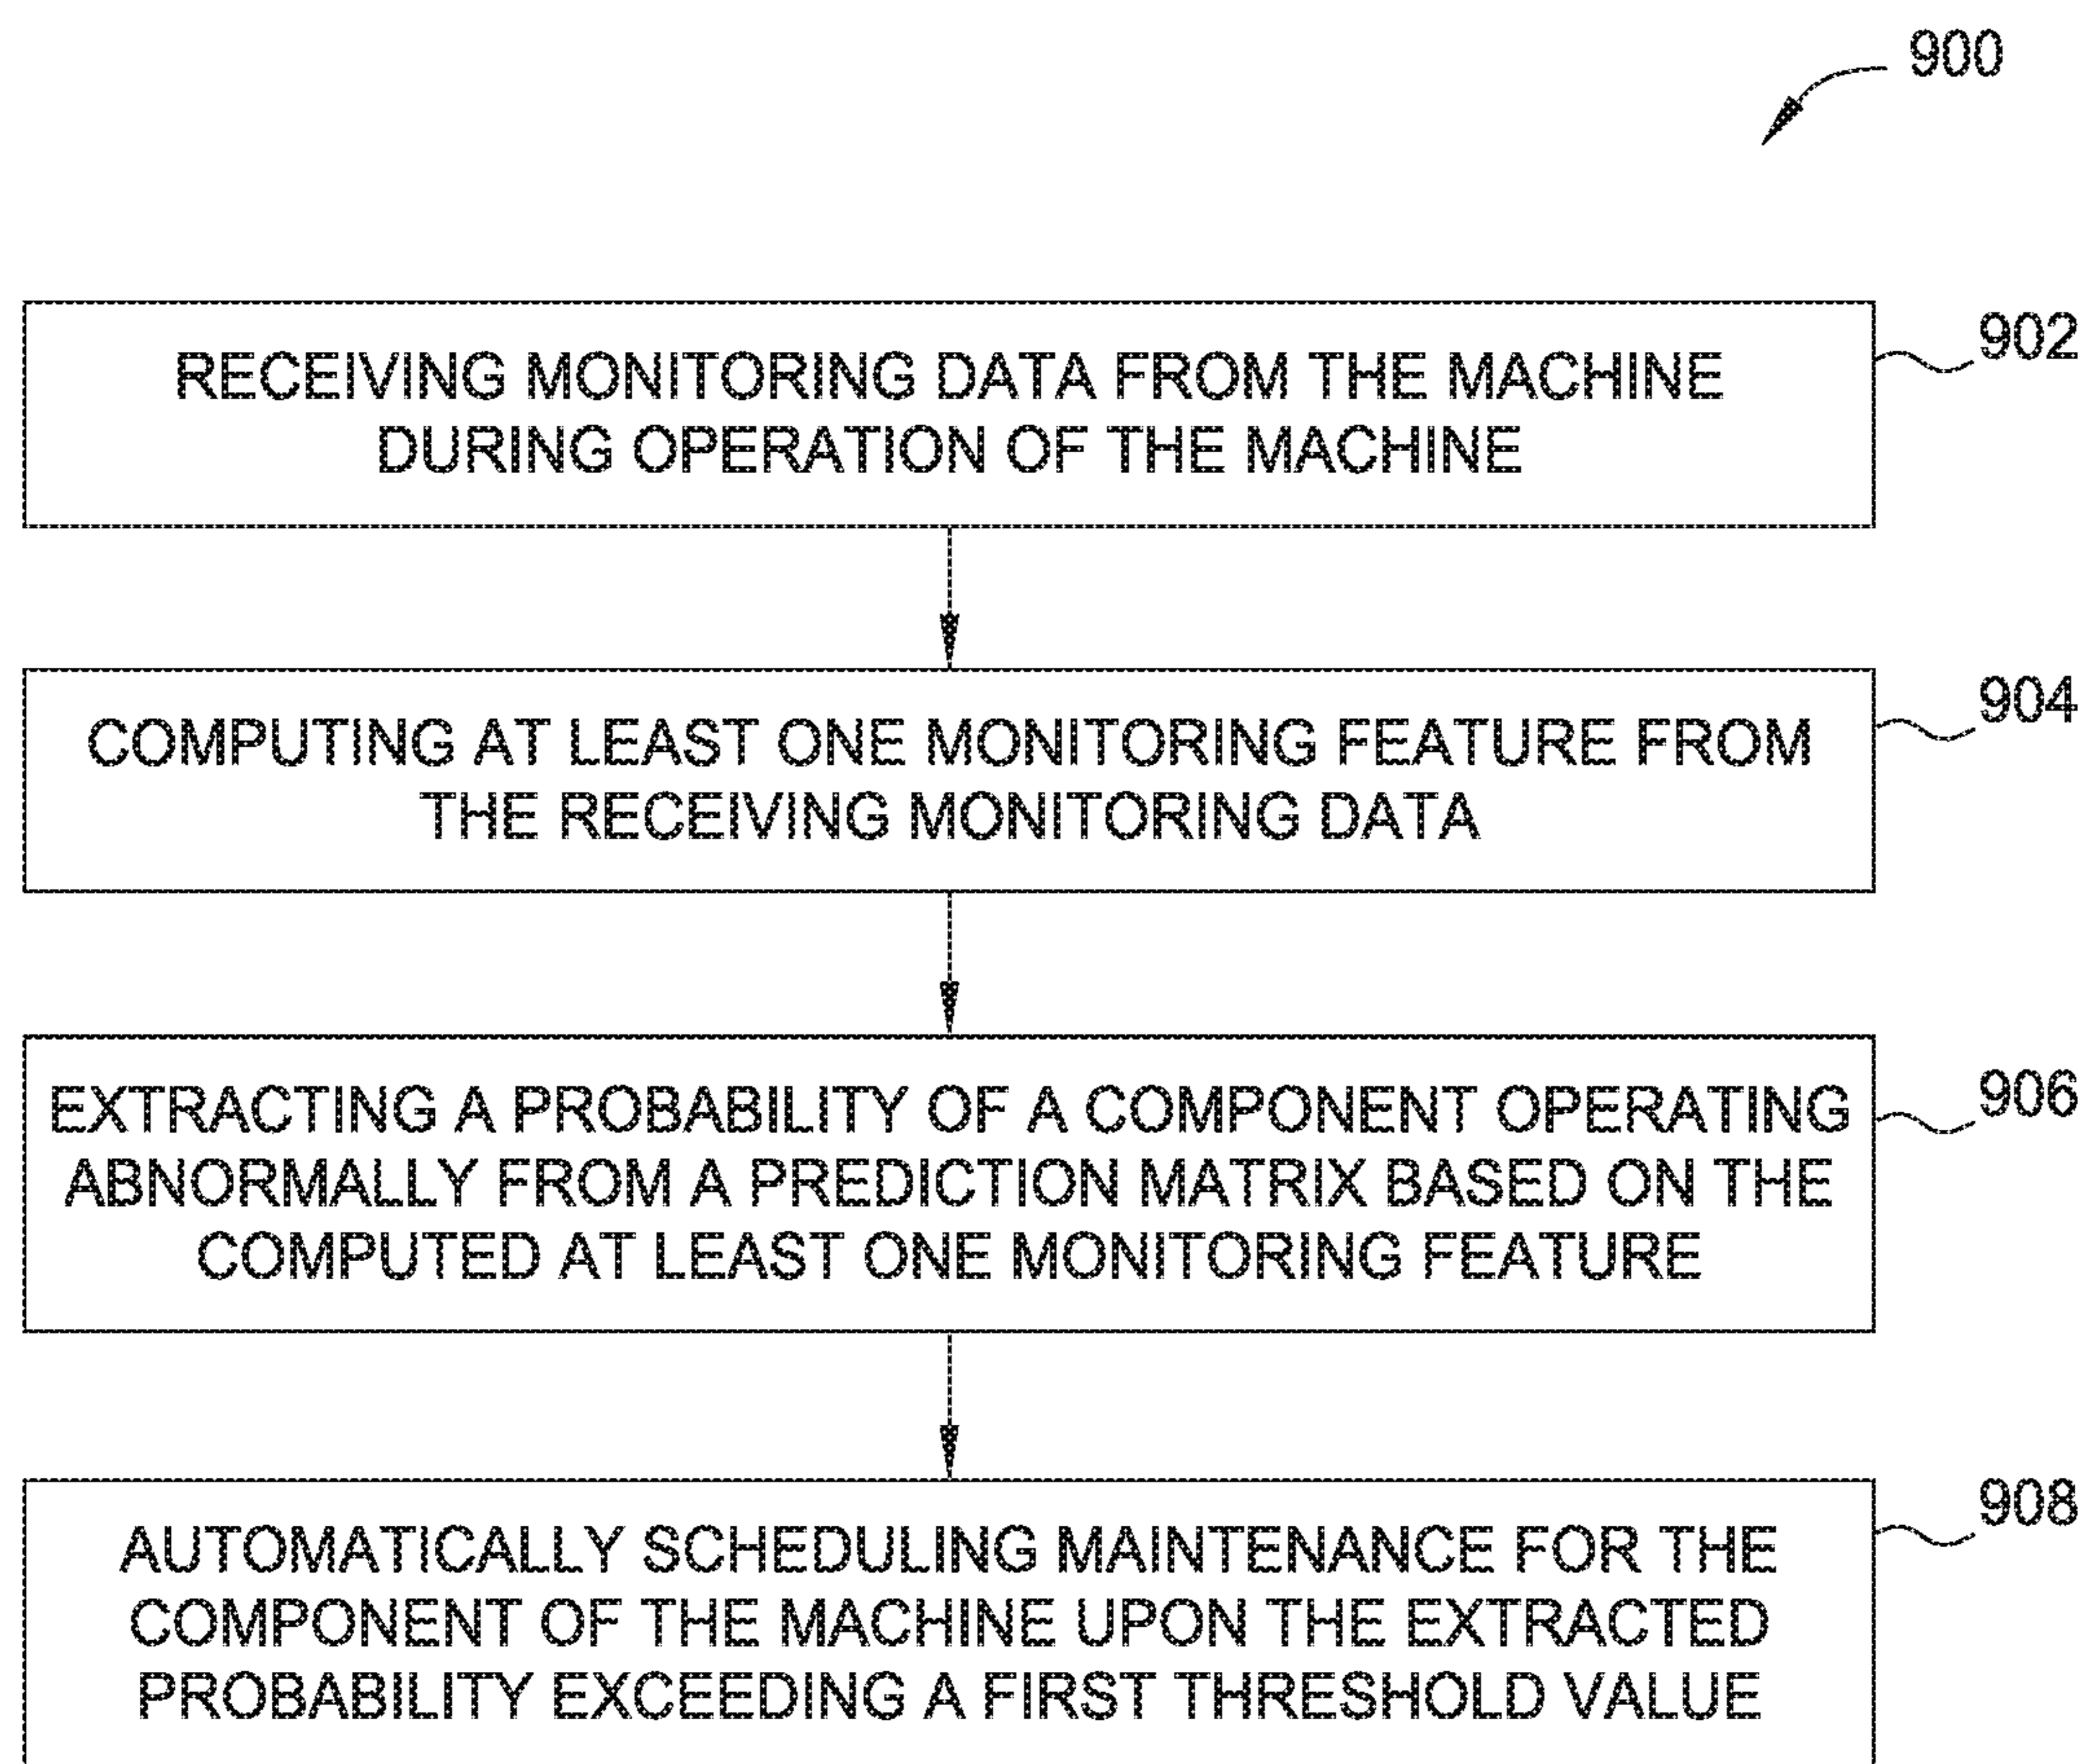 900
RECEIVING MONITORING DATA FROM THE MACHINE
DURING OPERATION OF THE MACHINE
902
COMPUTING AT LEAST ONE MONITORING FEATURE FROM
THE RECEIVING MONITORING DATA
904
EXTRACTING A PROBABILITY OF A COMPONENT OPERATING
ABNORMALLY FROM A PREDICTION MATRIX BASED ON THE
COMPUTED AT LEAST ONE MONITORING FEATURE
906
AUTOMATICALLY SCHEDULING MAINTENANCE FOR THE
COMPONENT OF THE MACHINE UPON THE EXTRACTED
PROBABILITY EXCEEDING A FIRST THRESHOLD VALUE
908